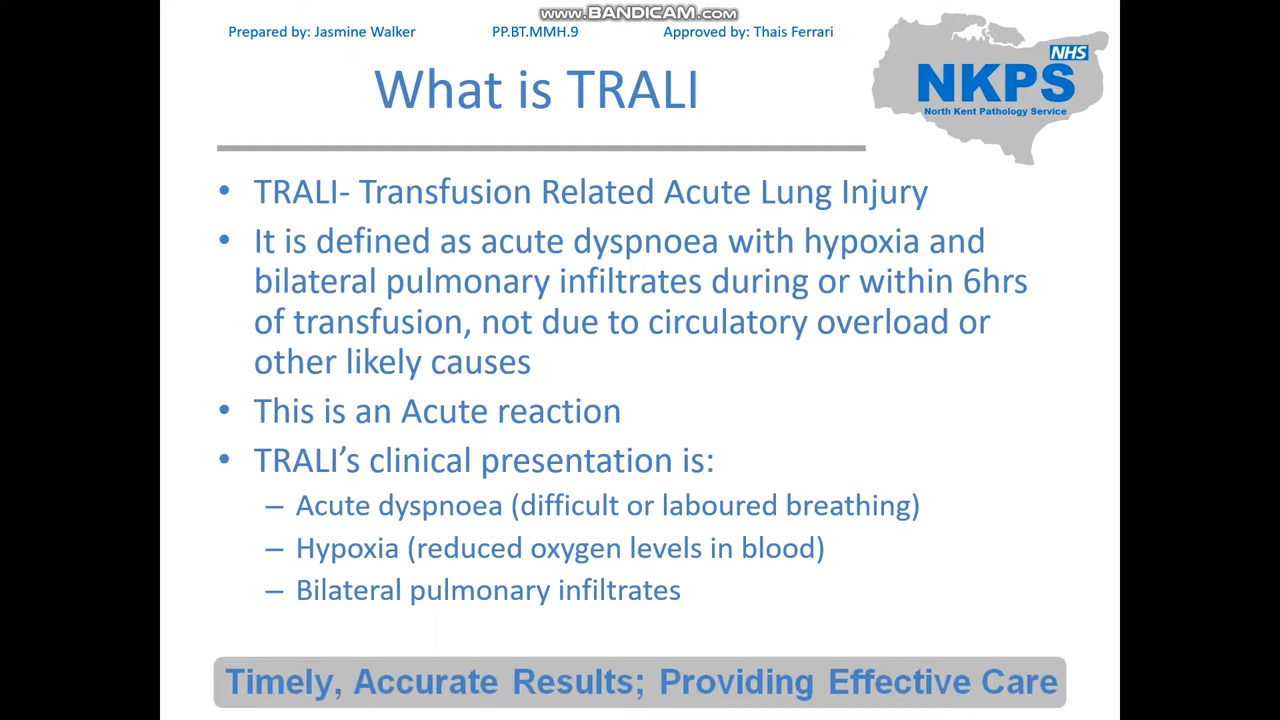 www.BANDICAM.com
Prepared by: Jasmine Walker PP.BT.MMH.9 Approved by: Thais Ferrari
NHS
NKPS
North Kent Pathology Service
What is TRALI
• TRALI- Transfusion Related Acute Lung Injury
• It is defined as acute dyspnoea with hypoxia and
bilateral pulmonary infiltrates during or within 6hrs
of transfusion, not due to circulatory overload or
other likely causes
• This is an Acute reaction
• TRALI’s clinical presentation is:
– Acute dyspnoea (difficult or laboured breathing)
– Hypoxia (reduced oxygen levels in blood)
– Bilateral pulmonary infiltrates
Timely, Accurate Results; Providing Effective Care